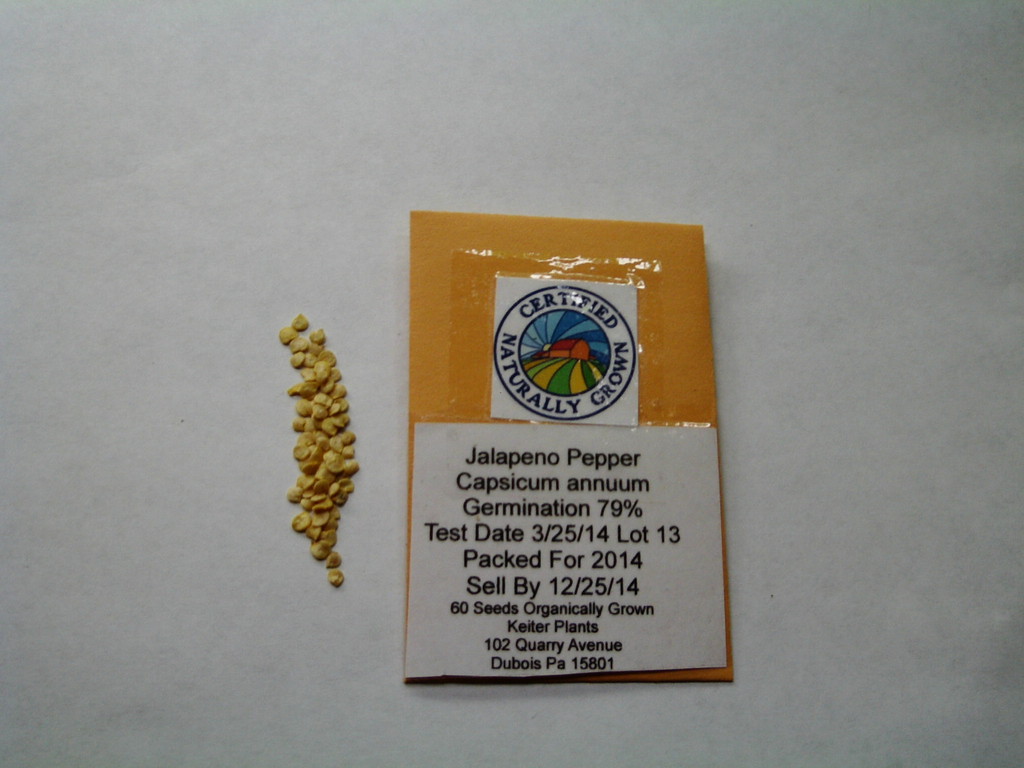 CERTIFIED
NATURALLY GROWN
Jalapeno Pepper
Capsicum annuum
Germination 79%
Test Date 3/25/14 Lot 13
Packed For 2014
Sell By 12/25/14
60 Seeds Organically Grown
Keiter Plants
102 Quarry Avenue
Dubois Pa 15801